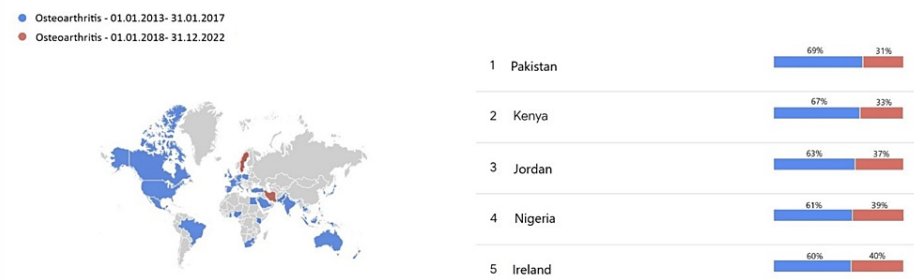 Osteoarthritis - 01.01.2013- 31.01.2017
Osteoarthritis - 01.01.2018- 31.12.2022
1 Pakistan 69% 31%
2 Kenya 67% 33%
3 Jordan 63% 37%
4 Nigeria 61% 39%
5 Ireland 60% 40%